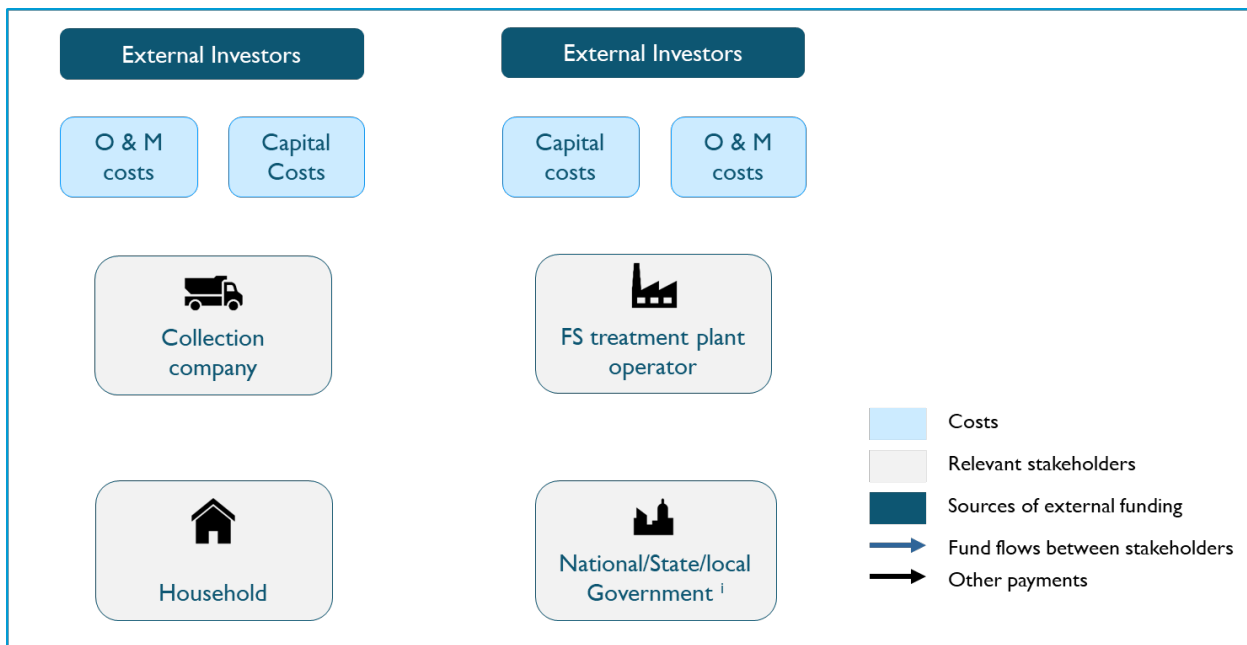 External Investors
External Investors
O & M
costs
Capital
Costs
Capital
costs
O & M
costs
Collection
company
FS treatment plant
operator
Household
National/State/local
Government i
Costs
Relevant stakeholders
Sources of external funding
Fund flows between stakeholders
Other payments